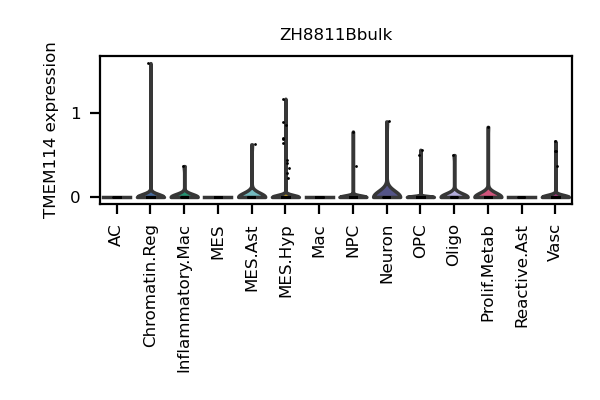 ZH8811Bbulk
TMEM114 expression
1
0
AC
Chromatin.Reg
Inflammatory.Mac
MES
MES.Ast
MES.Hyp
Mac
NPC
Neuron
OPC
Oligo
Prolif.Metab
Reactive.Ast
Vasc